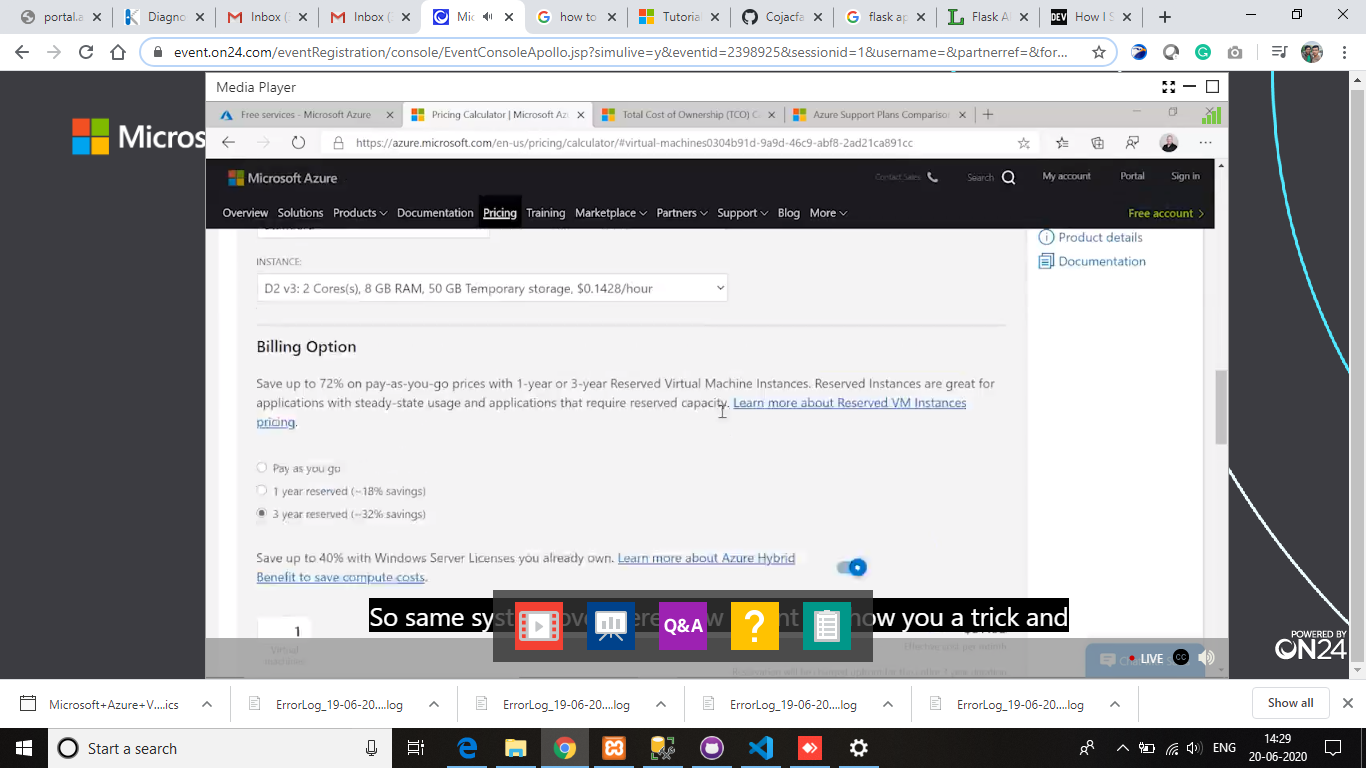 portal.a
Diagno
Inbox (2
Inbox (3
Mic
how to
Tutorial
Cojacfa
flask ap
Flask A
DEV
How I S
event.on24.com/eventRegistration/console/EventConsoleApollo.jsp?simulive=y&eventid=2398925&sessionid=1&username=&partnerref=&for...
Micros
Media Player
Free services - Microsoft Azure
Pricing Calculator | Microsoft Az
Total Cost of Ownership (TCO) C
Azure Support Plans Compariso
https://azure.microsoft.com/en-us/pricing/calculator/#virtual-machines0304b91d-9a9d-46c9-abf8-2ad21ca891cc
Microsoft Azure
Contact Sales
Search
My account
Portal
Sign in
Overview Solutions Products Documentation Pricing Training Marketplace Partners Support Blog More
Free account >
Product details
INSTANCE:
Documentation
D2 v3: 2 Cores(s), 8 GB RAM, 50 GB Temporary storage, $0.1428/hour
Billing Option
Save up to 72% on pay-as-you-go prices with 1-year or 3-year Reserved Virtual Machine Instances. Reserved Instances are great for
applications with steady-state usage and applications that require reserved capacity. Learn more about Reserved VM Instances
pricing.
Pay as you go
1 year reserved (~18% savings)
3 year reserved (~32% savings)
Save up to 40% with Windows Server Licenses you already own. Learn more about Azure Hybrid
Benefit to save compute costs.
So same
Q&A
?
now you a trick and
1
Virtual
machines
LIVE
CC
POWERED BY
ON24
Microsoft+Azure+V....ics
ErrorLog_19-06-20....log
ErrorLog_19-06-20....log
ErrorLog_19-06-20....log
ErrorLog_19-06-20....log
Show all
Start a search
ENG
14:29
20-06-2020